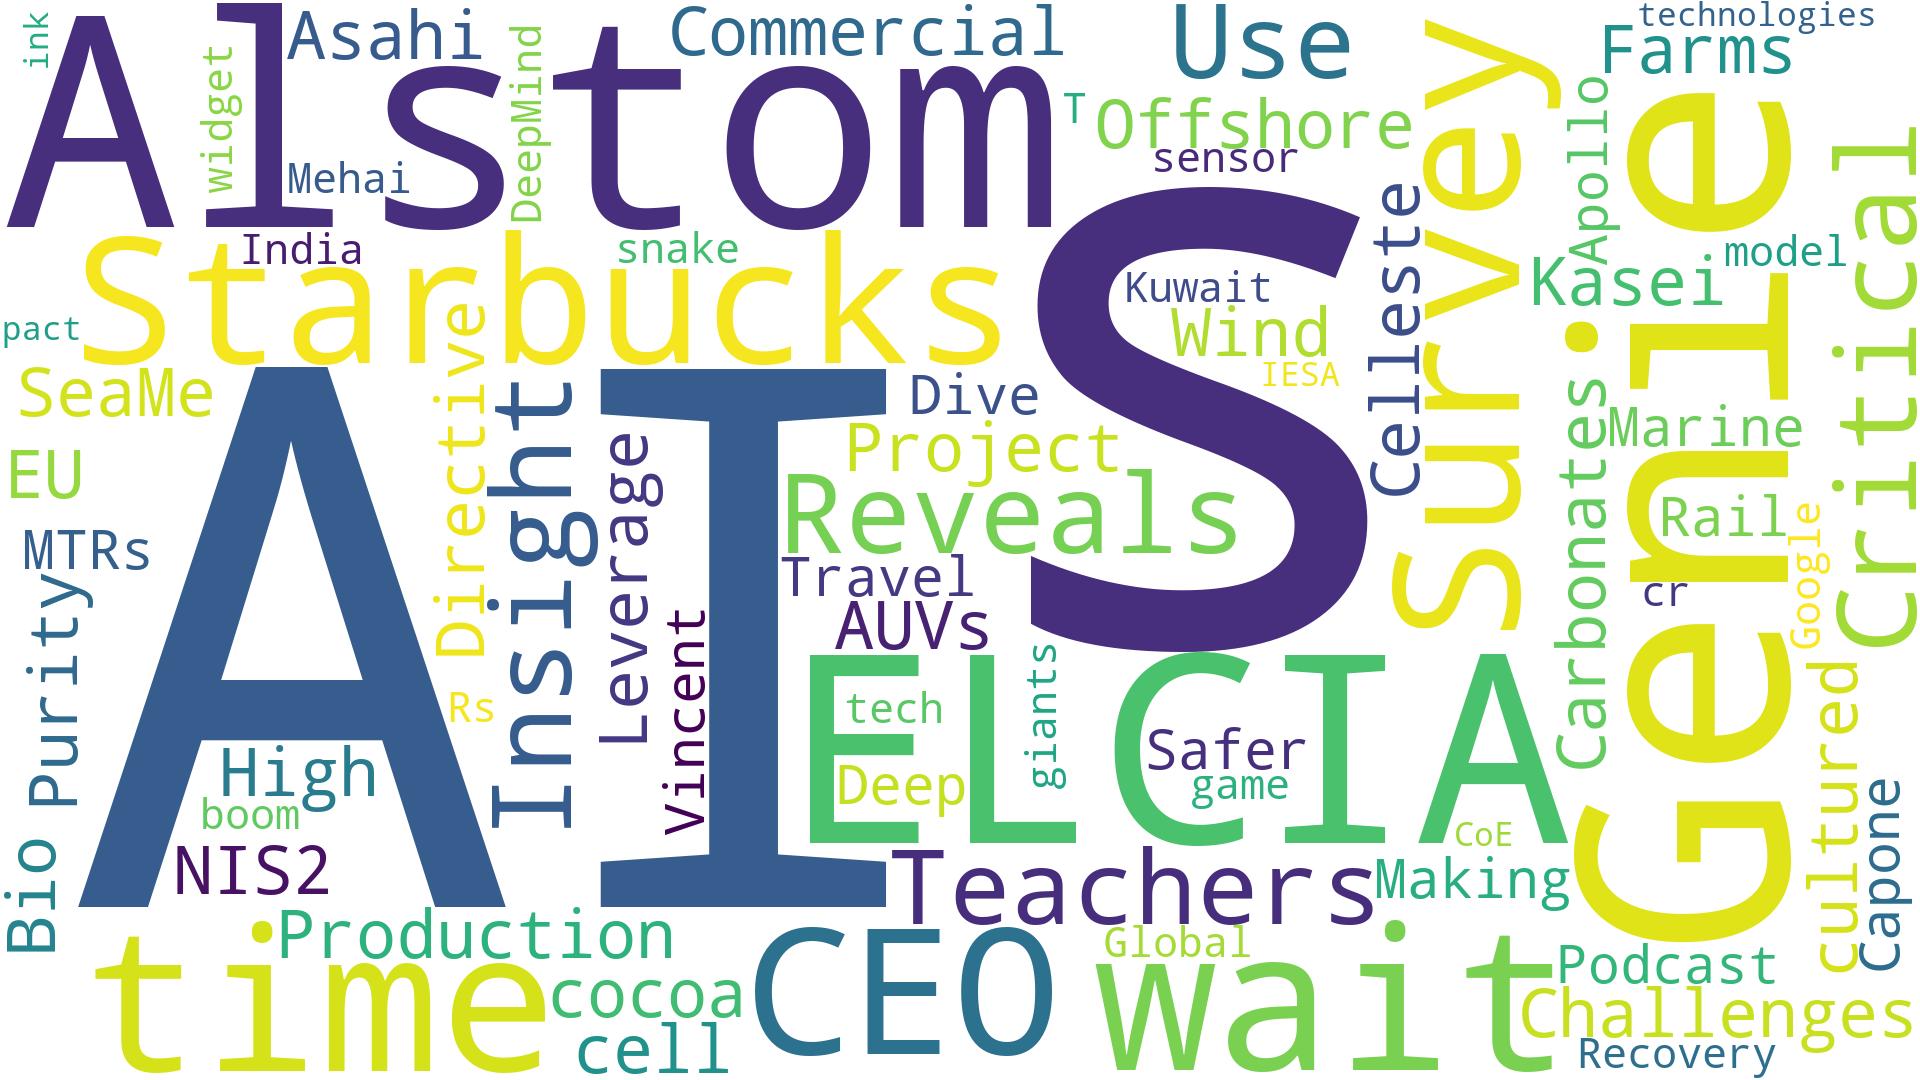 ink
widget
Asahi
DeepMind
Commercial
Use
technologies
Farms
Alstom
Mehai
T
Offshore
sensor
survey
Apollo
Genie
Critical
India
snake
Starbucks
Kuwait
Wind
IESA
Celleste
Kasei
model
pact
SeaMe
Directive
Insight
S
Dive
Project
Carbonates
Marine
EU
AI
Leverage
Reveals
Rail
Google
MTRs
Travel
AUVs
cr
Purity
Vincent
Rs
ELCIA
tech
giants
Safer
game
Deep
cultured
High
boom
NIS2
CoE
Capone
Bio
Teachers
Making
time
Production
cocoa
cell
CEO
Global
wait
Podcast
Challenges
Recovery